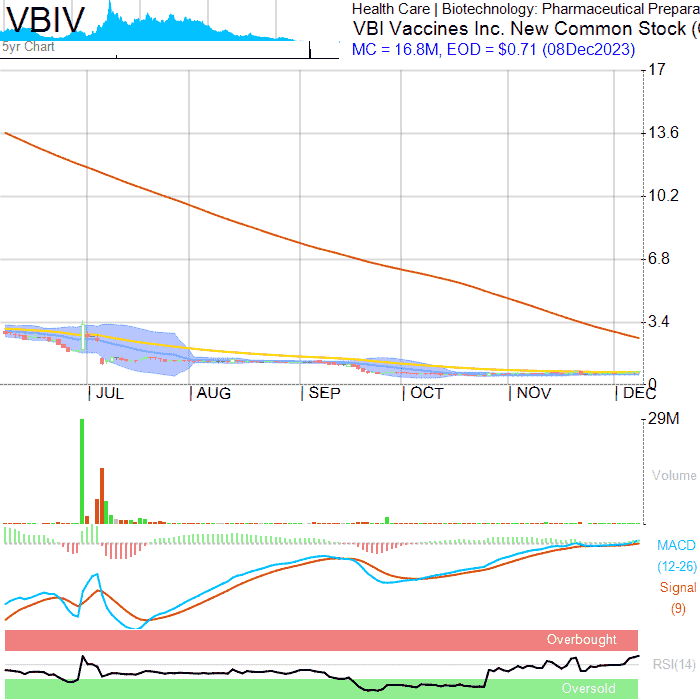 VBIV
5yr Chart
Health Care | Biotechnology: Pharmaceutical Prepara
VBI Vaccines Inc. New Common Stock (
MC = 16.8M, EOD = $0.71 (08Dec2023)
17
13.6
10.2
6.8
3.4
0
JUL
AUG
SEP
OCT
NOV
DEC
29M
Volume
MACD
(12-26)
Signal
(9)
Overbought
RSI(14)
Oversold